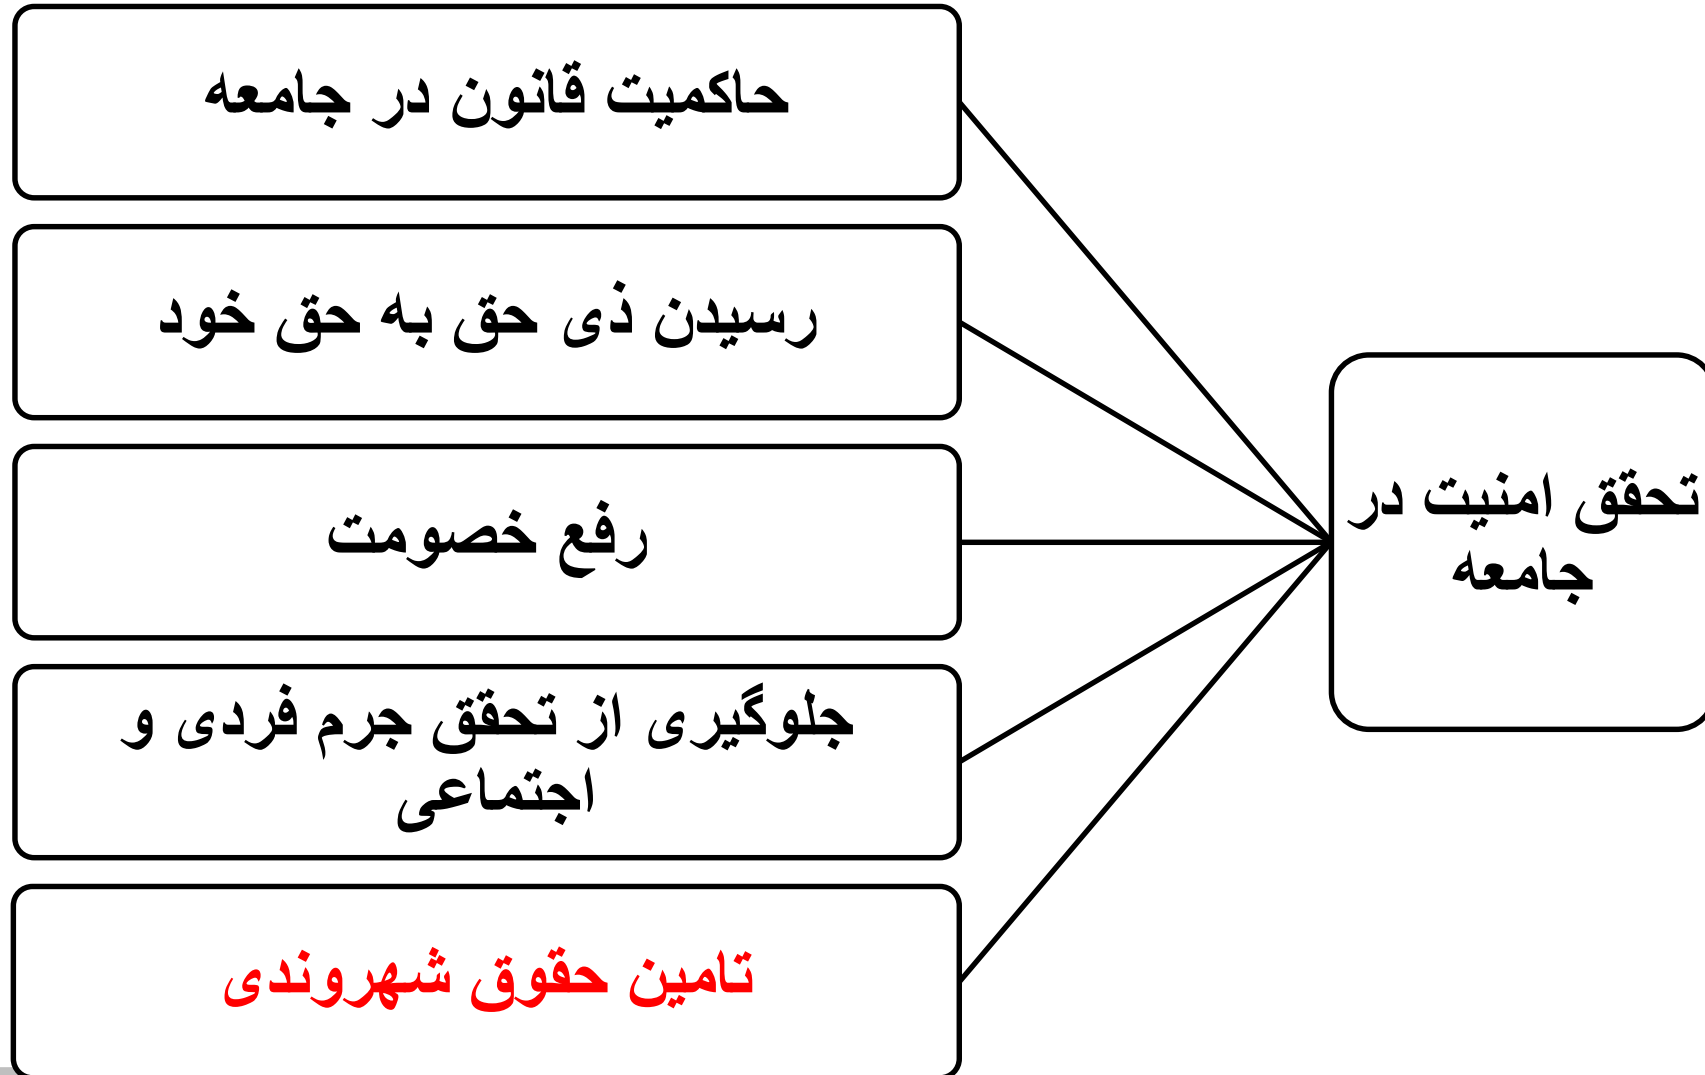 تحقق امنیت در
جامعه
حاکمیت قانون در جامعه
رسیدن ذی حق به حق خود
رفع خصومت
جلوگیری از تحقق جرم فردی و
اجتماعی
تامین حقوق شهروندی